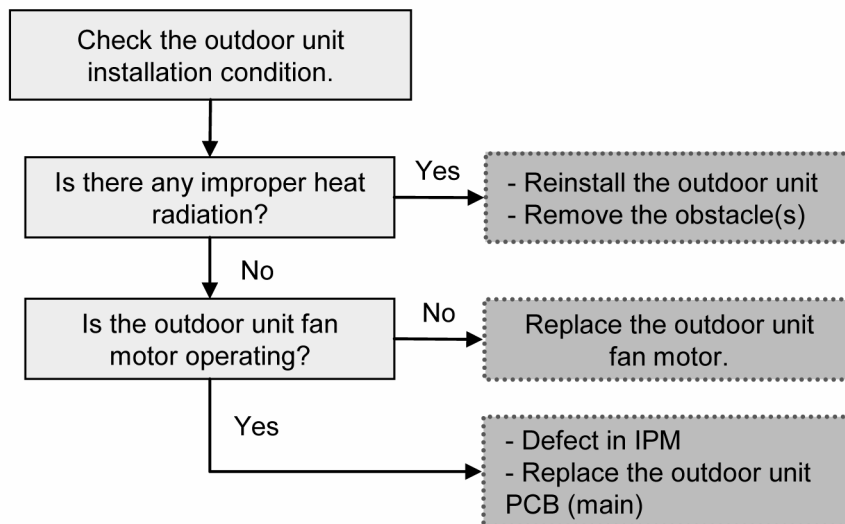 Check the outdoor unit
installation condition.
Is there any improper heat
radiation?
Yes
- Reinstall the outdoor unit
- Remove the obstacle(s)
No
Is the outdoor unit fan
motor operating?
No
Replace the outdoor unit
fan motor.
Yes
- Defect in IPM
- Replace the outdoor unit
PCB (main)